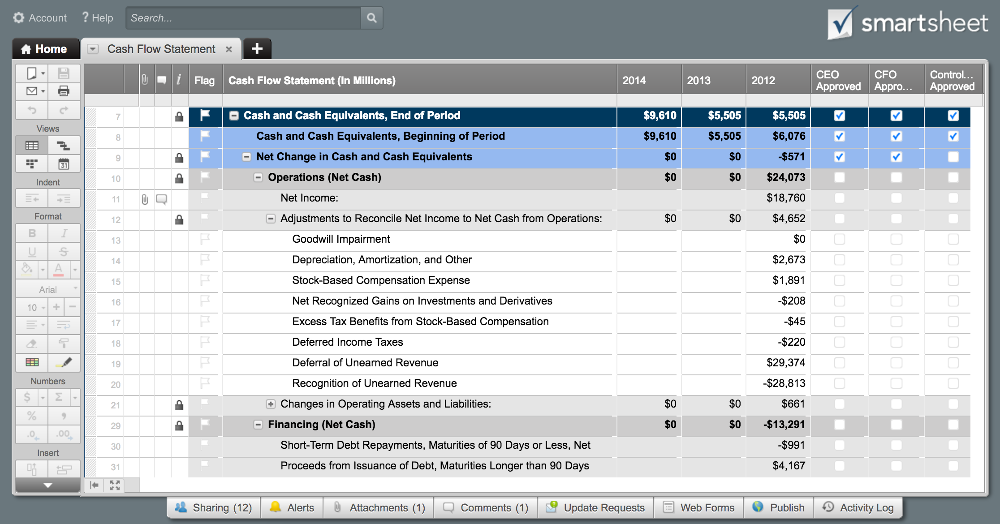 Account ? Help Search... smartsheet
Home Cash Flow Statement × +
i Flag Cash Flow Statement (In Millions) 2014 2013 2012 CEO Approved CFO Appro... Control... Approved
7 Cash and Cash Equivalents, End of Period $9,610 $5,505 $5,505
8 Cash and Cash Equivalents, Beginning of Period $9,610 $5,505 $6,076
9 Net Change in Cash and Cash Equivalents $0 $0 -$571
10 Operations (Net Cash) $0 $0 $24,073
11 Net Income: $18,760
12 Adjustments to Reconcile Net Income to Net Cash from Operations: $0 $0 $4,652
13 Goodwill Impairment $0
14 Depreciation, Amortization, and Other $2,673
15 Stock-Based Compensation Expense $1,891
16 Net Recognized Gains on Investments and Derivatives -$208
17 Excess Tax Benefits from Stock-Based Compensation -$45
18 Deferred Income Taxes -$220
19 Deferral of Unearned Revenue $29,374
20 Recognition of Unearned Revenue -$28,813
21 Changes in Operating Assets and Liabilities: $0 $0 $661
29 Financing (Net Cash) $0 $0 -$13,291
30 Short-Term Debt Repayments, Maturities of 90 Days or Less, Net -$991
31 Proceeds from Issuance of Debt, Maturities Longer than 90 Days $4,167
Views
31
Indent
Format
B I
U S
A
Arial
10 + −
Numbers
$ Σ
% ,
.0 .00
Insert
Sharing (12) Alerts Attachments (1) Comments (1) Update Requests Web Forms Publish Activity Log